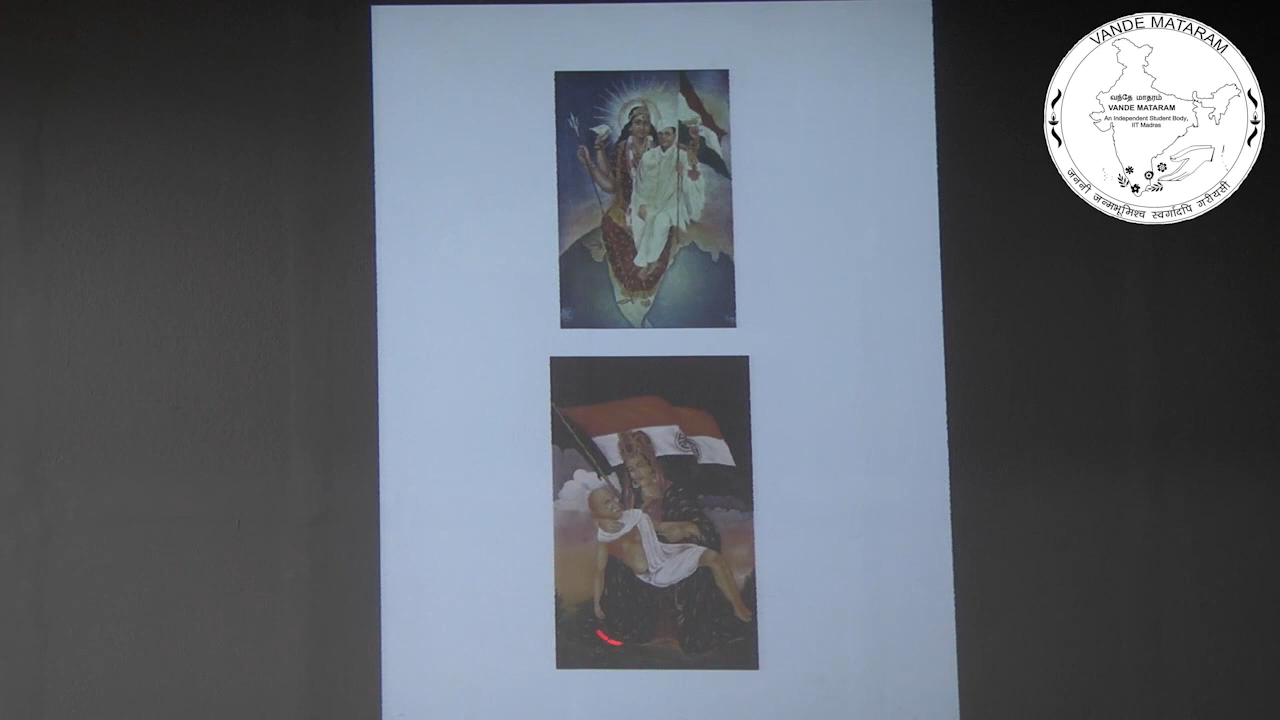 VANDE MATARAM
வந்தே மாதரம்
VANDE MATARAM
An Independent Student Body,
IIT Madras
जननी जन्मभूमिश्च स्वर्गादपि गरीयसी